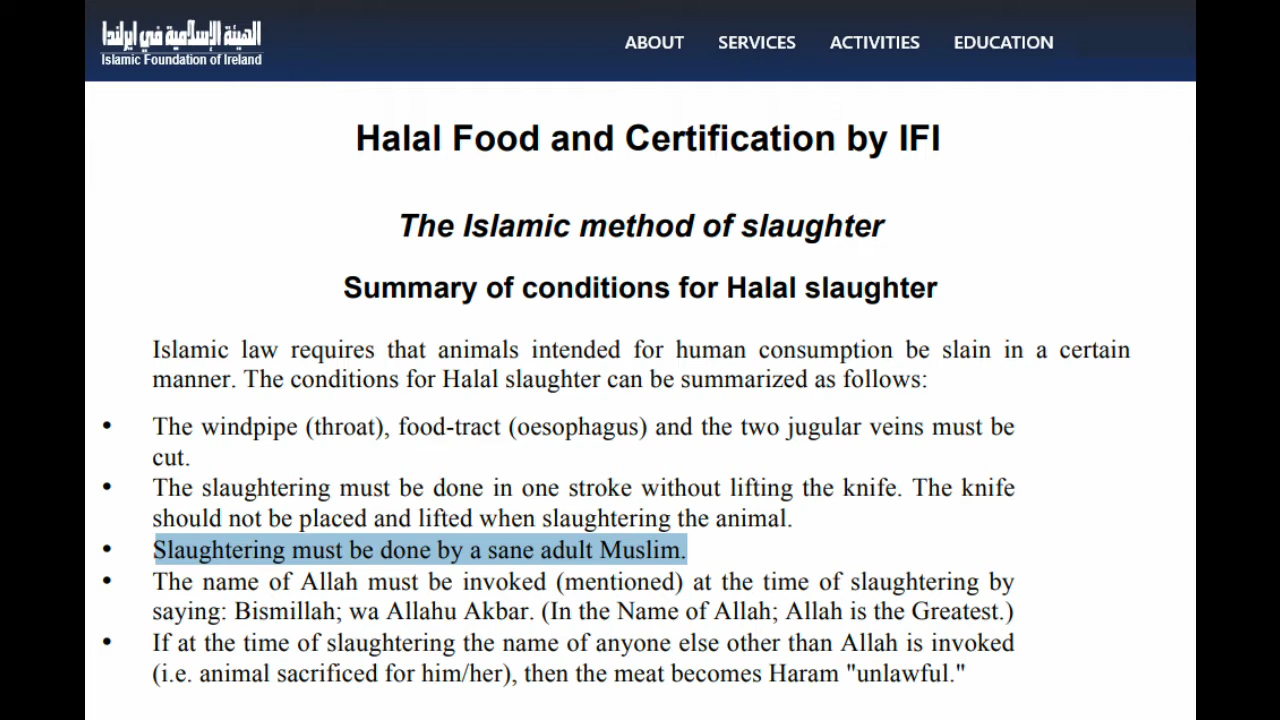 الهيئة الإسلامية في ايرلندا
Islamic Foundation of Ireland
ABOUT SERVICES ACTIVITIES EDUCATION
Halal Food and Certification by IFI
The Islamic method of slaughter
Summary of conditions for Halal slaughter
Islamic law requires that animals intended for human consumption be slain in a certain
manner. The conditions for Halal slaughter can be summarized as follows:
• The windpipe (throat), food-tract (oesophagus) and the two jugular veins must be
cut.
• The slaughtering must be done in one stroke without lifting the knife. The knife
should not be placed and lifted when slaughtering the animal.
• Slaughtering must be done by a sane adult Muslim.
• The name of Allah must be invoked (mentioned) at the time of slaughtering by
saying: Bismillah; wa Allahu Akbar. (In the Name of Allah; Allah is the Greatest.)
• If at the time of slaughtering the name of anyone else other than Allah is invoked
(i.e. animal sacrificed for him/her), then the meat becomes Haram "unlawful."